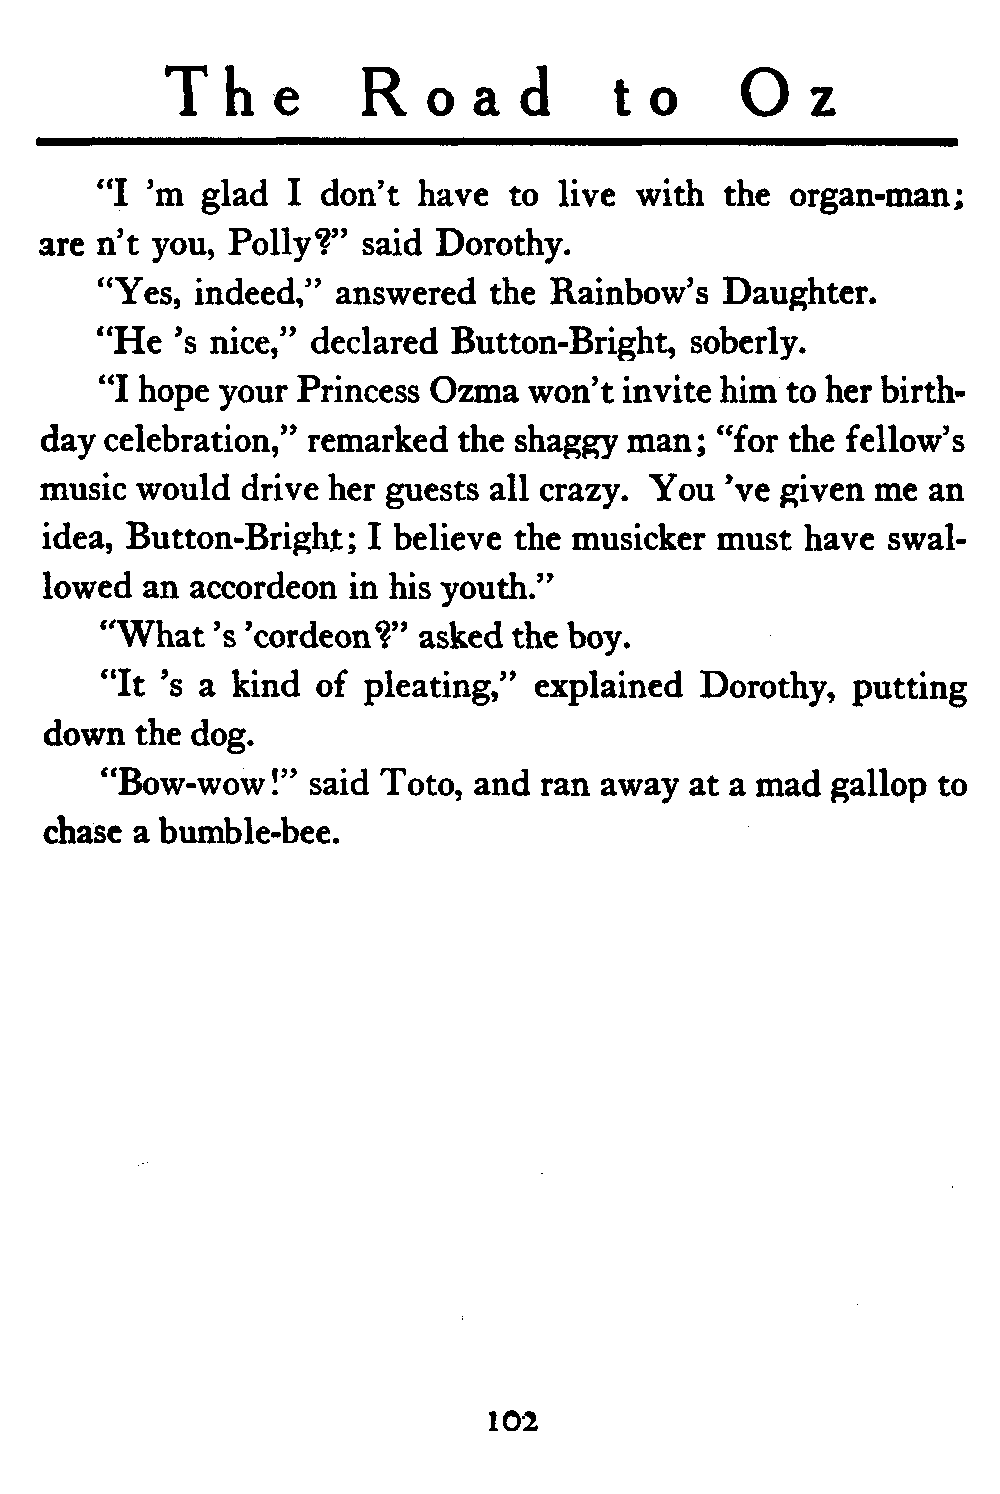 The Road to Oz
“I ’m glad I don’t have to live with the organ-man;
are n’t you, Polly?” said Dorothy.
“Yes, indeed,” answered the Rainbow’s Daughter.
“He ’s nice,” declared Button-Bright, soberly.
“I hope your Princess Ozma won’t invite him to her birth-
day celebration,” remarked the shaggy man; “for the fellow’s
music would drive her guests all crazy. You ’ve given me an
idea, Button-Bright; I believe the musicker must have swal-
lowed an accordeon in his youth.”
“What ’s ’cordeon?” asked the boy.
“It ’s a kind of pleating,” explained Dorothy, putting
down the dog.
“Bow-wow!” said Toto, and ran away at a mad gallop to
chase a bumble-bee.
102